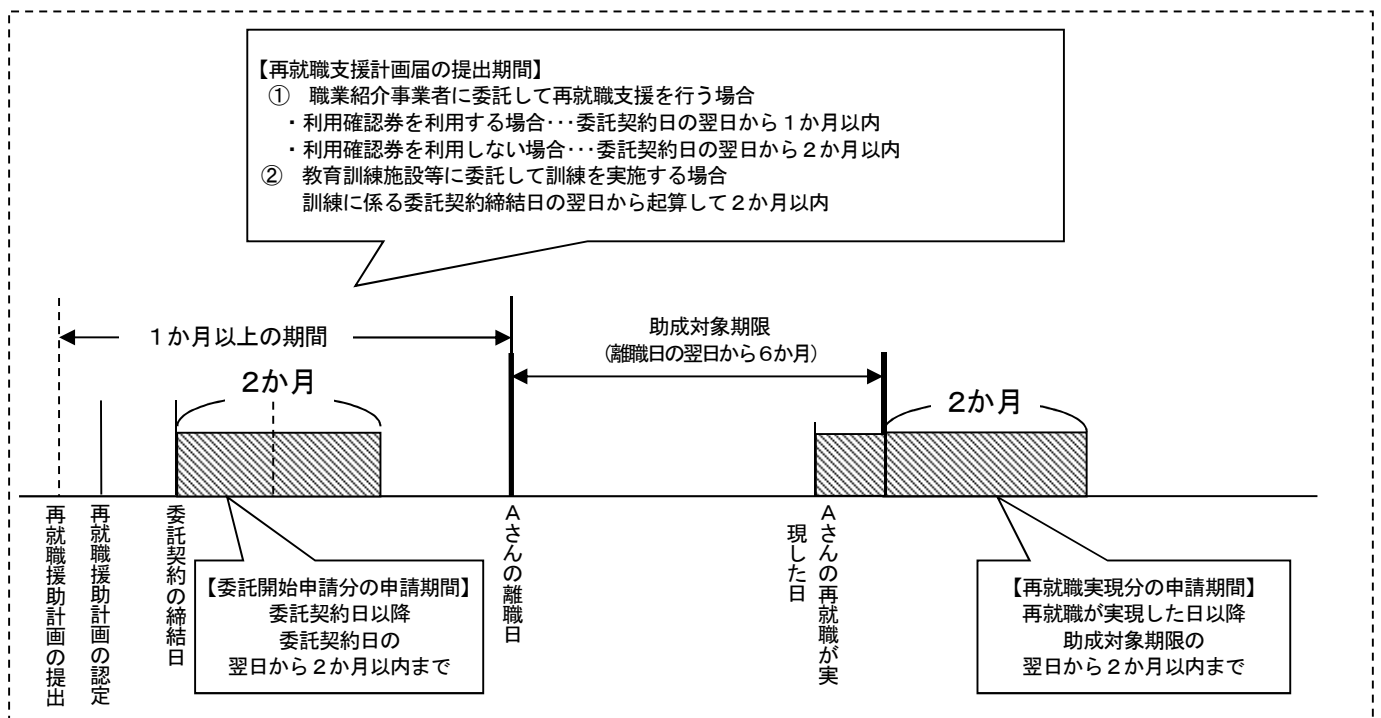 【再就職支援計画届の提出期間】
① 職業紹介事業者に委託して再就職支援を行う場合
・利用確認券を利用する場合･･･委託契約日の翌日から１か月以内
・利用確認券を利用しない場合･･･委託契約日の翌日から２か月以内
② 教育訓練施設等に委託して訓練を実施する場合
訓練に係る委託契約締結日の翌日から起算して２か月以内
１か月以上の期間
助成対象期限
（離職日の翌日から６か月）
２か月
２か月
再就職援助計画の提出
再就職援助計画の認定
委託契約の締結日
【委託開始申請分の申請期間】
委託契約日以降
委託契約日の
翌日から２か月以内まで
Ａさんの離職日
Ａさんの再就職が実
現した日
【再就職実現分の申請期間】
再就職が実現した日以降
助成対象期限の
翌日から２か月以内まで